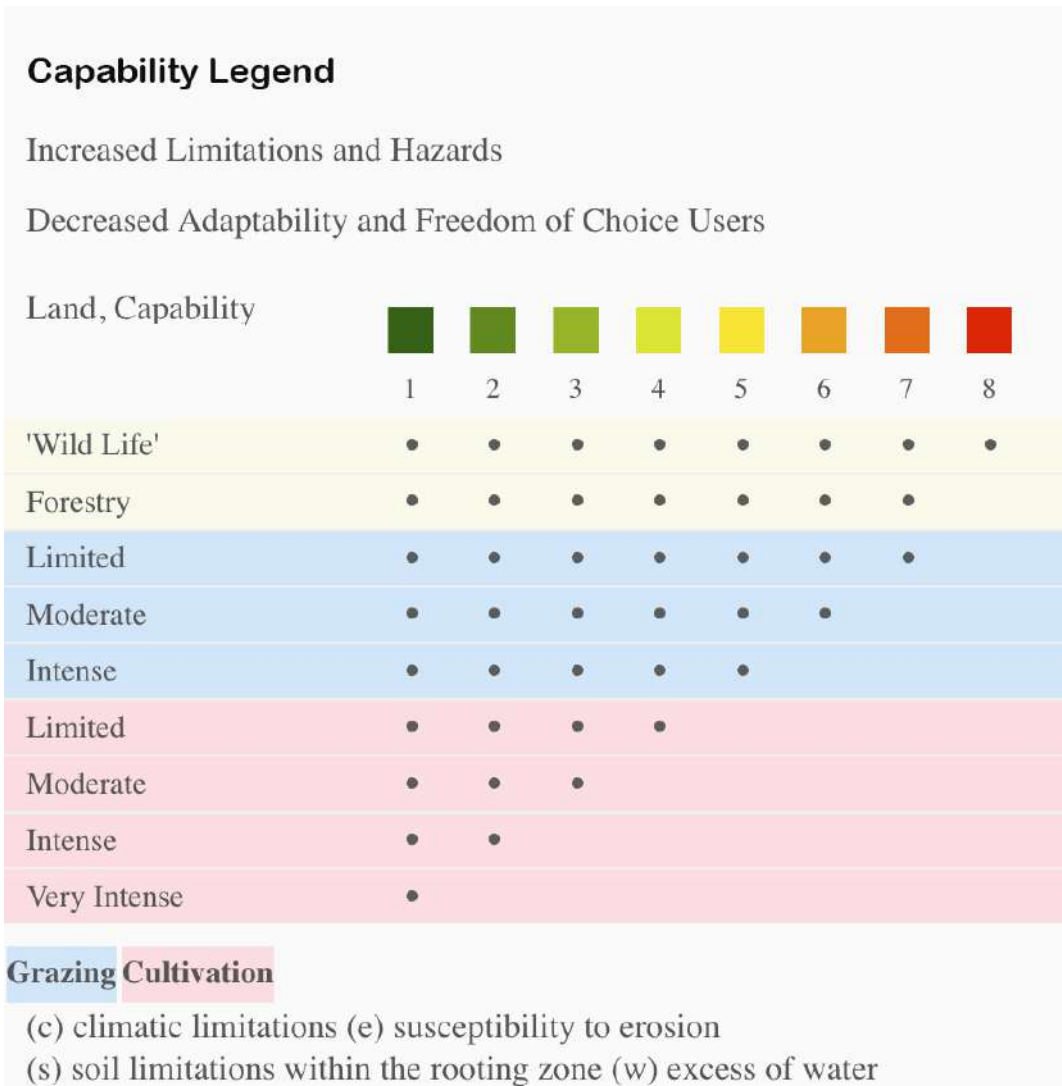 Capability Legend
Increased Limitations and Hazards
Decreased Adaptability and Freedom of Choice Users
Land, Capability
1 2 3 4 5 6 7 8
'Wild Life' • • • • • • • •
Forestry • • • • • • •
Limited • • • • • • •
Moderate • • • • • •
Intense • • • • •
Limited • • • •
Moderate • • •
Intense • •
Very Intense •
Grazing Cultivation
(c) climatic limitations (e) susceptibility to erosion
(s) soil limitations within the rooting zone (w) excess of water